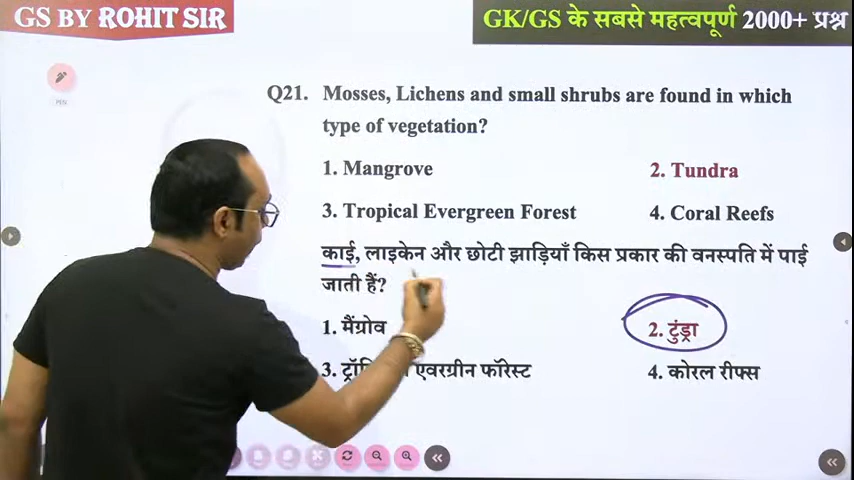 GS BY ROHIT SIR
GK/GS के सबसे महत्वपूर्ण 2000+ प्रश्न
PEN
Q21. Mosses, Lichens and small shrubs are found in which
type of vegetation?
1. Mangrove 2. Tundra
3. Tropical Evergreen Forest 4. Coral Reefs
काई, लाइकेन और छोटी झाड़ियाँ किस प्रकार की वनस्पति में पाई
जाती हैं?
1. मैंग्रोव 2. टुंड्रा
3. एवरग्रीन फॉरेस्ट 4. कोरल रीफ्स